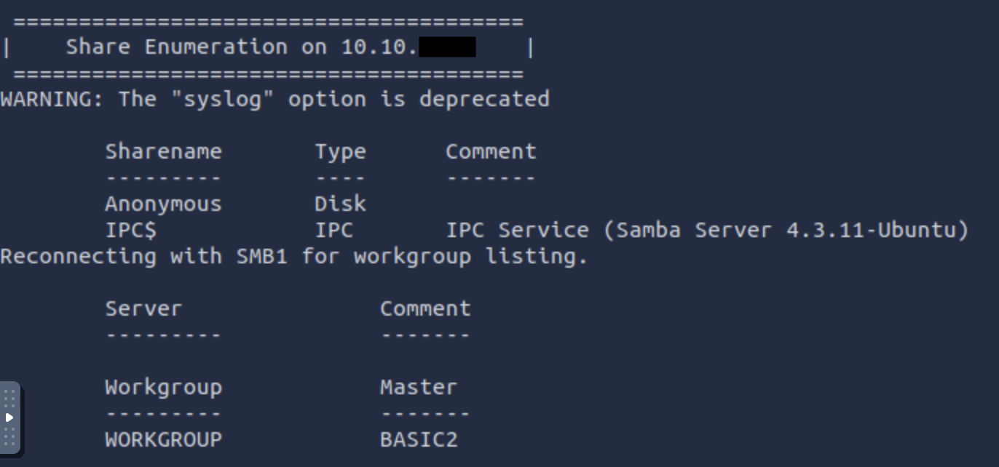 =======================================
| Share Enumeration on 10.10. |
=======================================
WARNING: The "syslog" option is deprecated
Sharename Type Comment
--------- ---- -------
Anonymous Disk
IPC$ IPC IPC Service (Samba Server 4.3.11-Ubuntu)
Reconnecting with SMB1 for workgroup listing.
Server Comment
--------- -------
Workgroup Master
--------- -------
WORKGROUP BASIC2